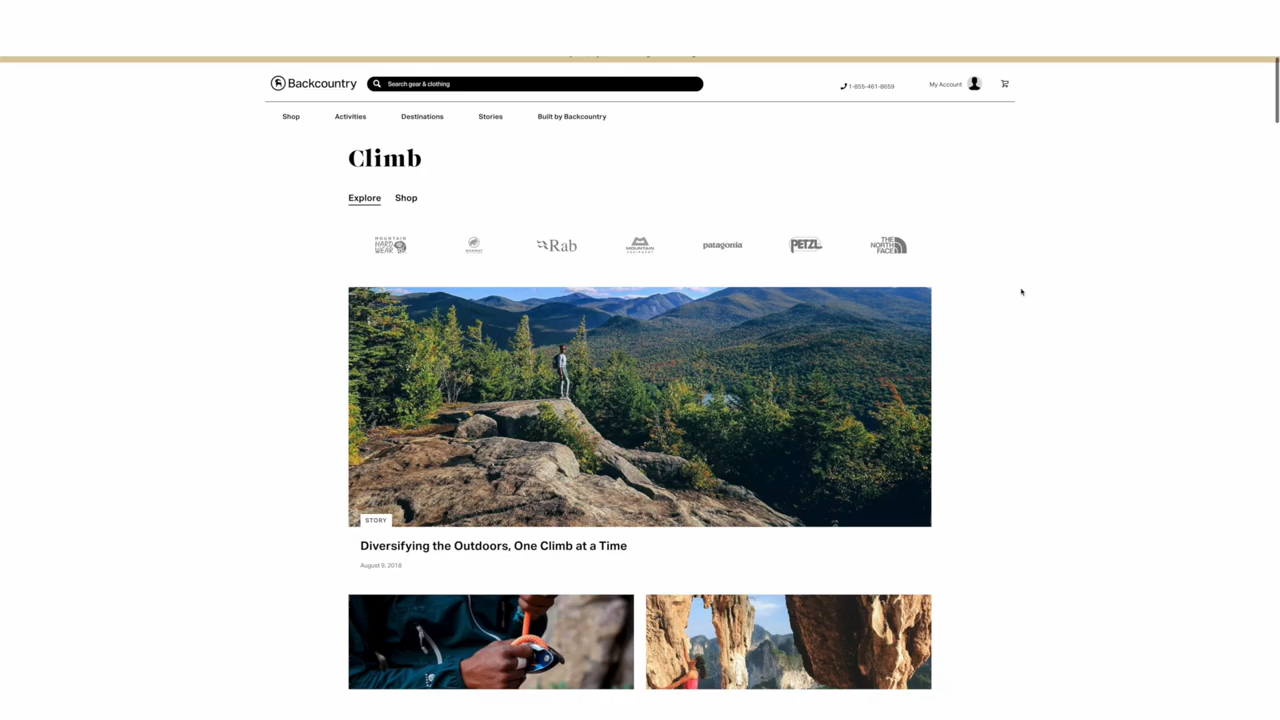 Backcountry
Search gear & clothing
1-855-461-8659
My Account
Shop
Activities
Destinations
Stories
Built by Backcountry
Climb
Explore
Shop
MOUNTAIN
HARD
WEAR
MAMMUT
Rab
MOUNTAIN
EQUIPMENT
patagonia
PETZL
THE
NORTH
FACE
STORY
Diversifying the Outdoors, One Climb at a Time
August 9, 2018